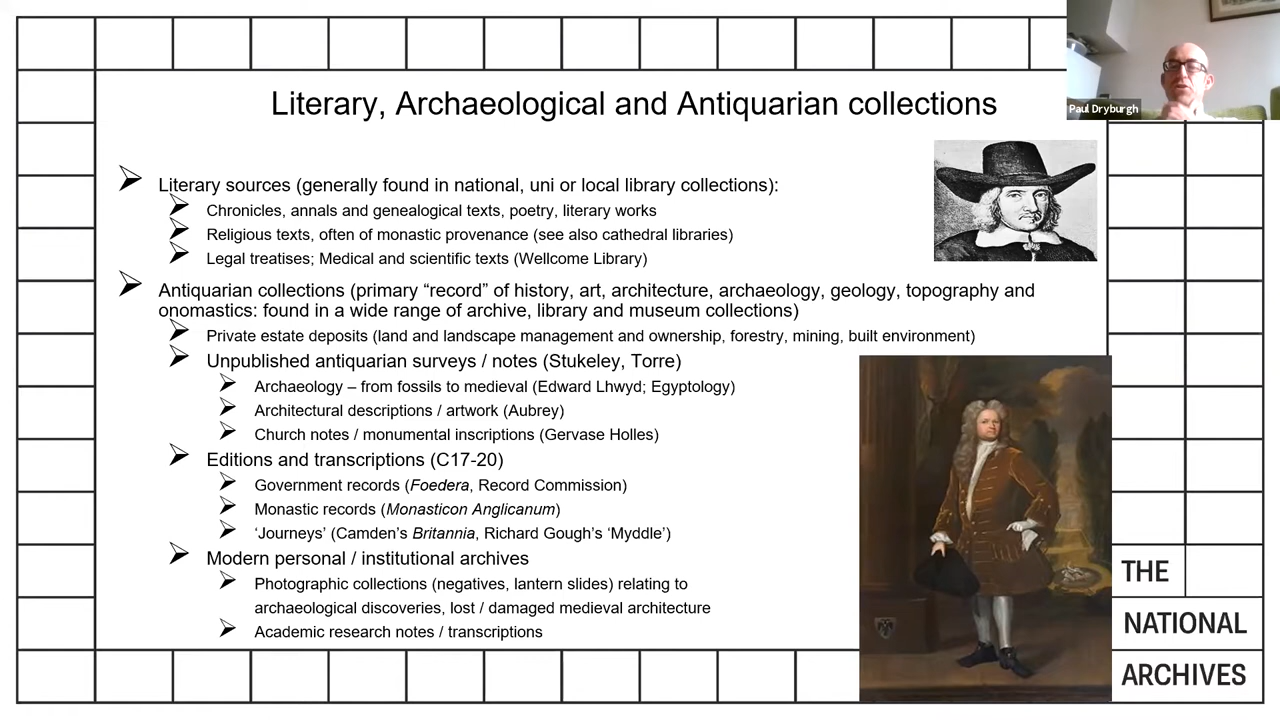 Paul Dryburgh
Literary, Archaeological and Antiquarian collections
Literary sources (generally found in national, uni or local library collections):
Chronicles, annals and genealogical texts, poetry, literary works
Religious texts, often of monastic provenance (see also cathedral libraries)
Legal treatises; Medical and scientific texts (Wellcome Library)
Antiquarian collections (primary “record” of history, art, architecture, archaeology, geology, topography and
onomastics: found in a wide range of archive, library and museum collections)
Private estate deposits (land and landscape management and ownership, forestry, mining, built environment)
Unpublished antiquarian surveys / notes (Stukeley, Torre)
Archaeology – from fossils to medieval (Edward Lhwyd; Egyptology)
Architectural descriptions / artwork (Aubrey)
Church notes / monumental inscriptions (Gervase Holles)
Editions and transcriptions (C17-20)
Government records (Foedera, Record Commission)
Monastic records (Monasticon Anglicanum)
‘Journeys’ (Camden’s Britannia, Richard Gough’s ‘Myddle’)
Modern personal / institutional archives
Photographic collections (negatives, lantern slides) relating to
archaeological discoveries, lost / damaged medieval architecture
Academic research notes / transcriptions
THE
NATIONAL
ARCHIVES